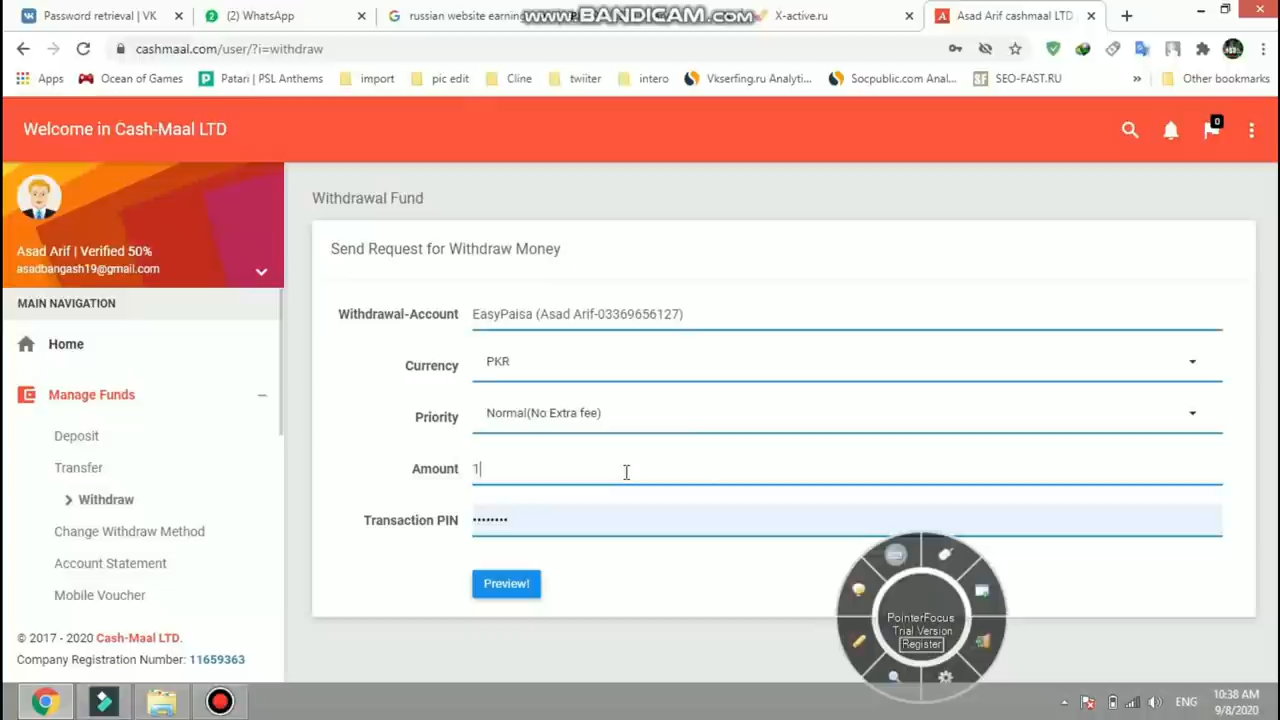 Password retrieval | VK
(2) WhatsApp
russian website earnin
www.BANDICAM.com
X-active.ru
Asad Arif cashmaal LTD
cashmaal.com/user/?i=withdraw
Apps
Ocean of Games
Patari | PSL Anthems
import
pic edit
Cline
twiiter
intero
Vkserfing.ru Analyti...
Socpublic.com Anal...
SEO-FAST.RU
»
Other bookmarks
Welcome in Cash-Maal LTD
0
Asad Arif | Verified 50%
asadbangash19@gmail.com
MAIN NAVIGATION
Home
Manage Funds
Deposit
Transfer
Withdraw
Change Withdraw Method
Account Statement
Mobile Voucher
© 2017 - 2020 Cash-Maal LTD.
Company Registration Number: 11659363
Withdrawal Fund
Send Request for Withdraw Money
Withdrawal-Account EasyPaisa (Asad Arif-03369656127)
Currency PKR
Priority Normal(No Extra fee)
Amount 1
Transaction PIN ••••••••
Preview!
PointerFocus
Trial Version
Register
ENG
10:38 AM
9/8/2020